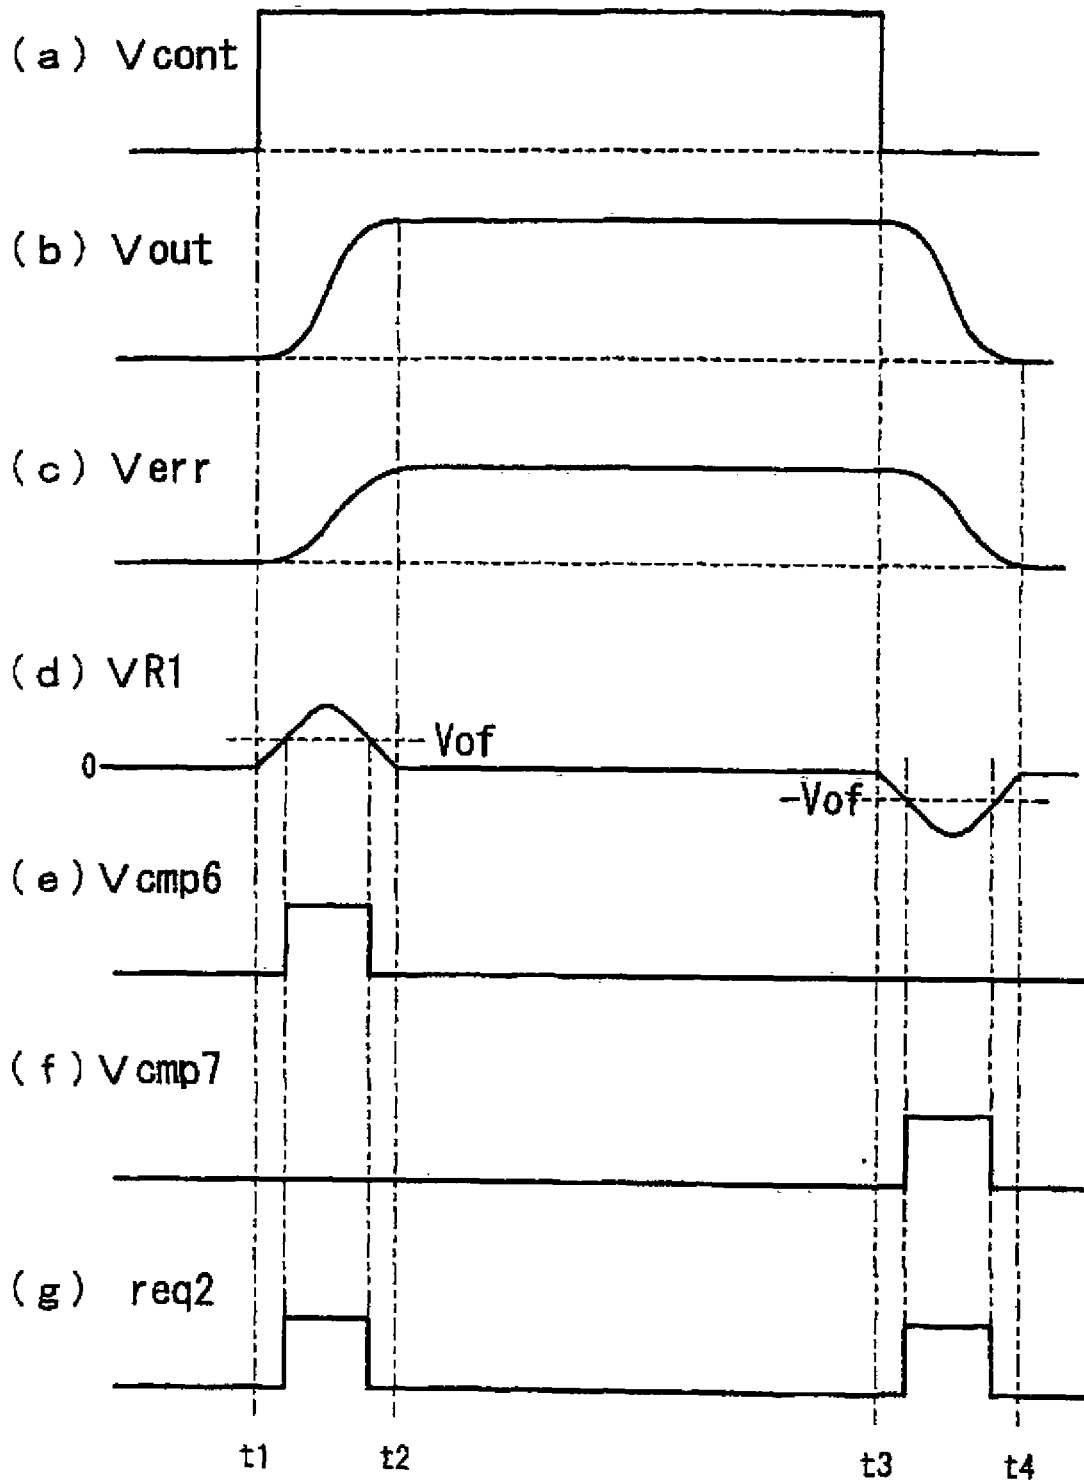 (a) Vcont
(b) Vout
(c) Verr
(d) VR1
Vof
0
-Vof
(e) Vcmp6
(f) Vcmp7
(g) req2
t1 t2 t3 t4